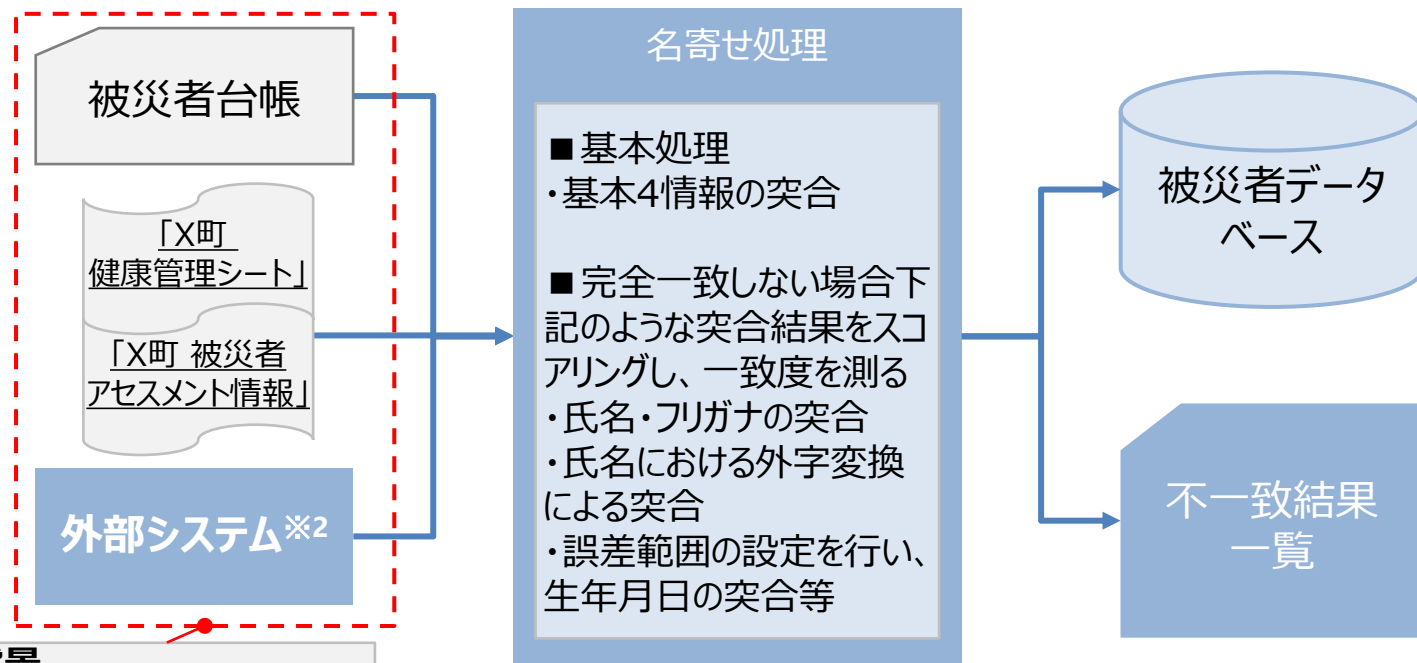 被災者台帳
「X町
健康管理シート」
「X町 被災者
アセスメント情報」
外部システム※2
名寄せ処理
■基本処理
・基本4情報の突合
■完全一致しない場合下
記のような突合結果をスコ
アリングし、一致度を測る
・氏名・フリガナの突合
・氏名における外字変換
による突合
・誤差範囲の設定を行い、
生年月日の突合等
被災者データ
ベース
不一致結果
一覧